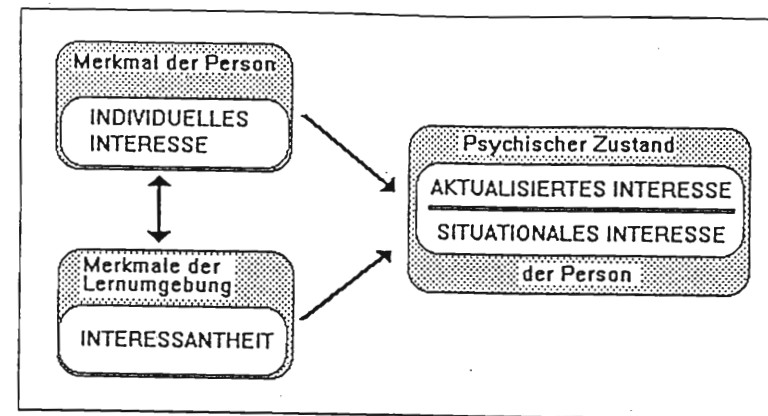 Merkmal der Person
INDIVIDUELLES
INTERESSE
Merkmale der
Lernumgebung
INTERESSANTHEIT
Psychischer Zustand
AKTUALISIERTES INTERESSE
SITUATIONALES INTERESSE
der Person